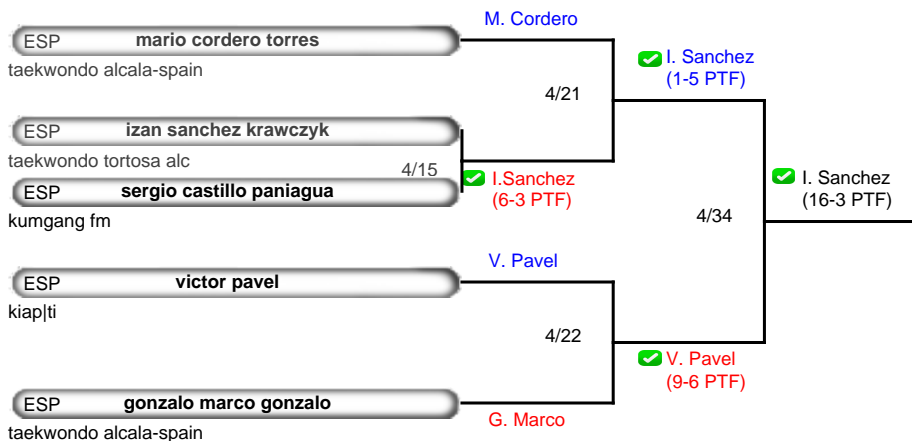 M. Cordero
ESP mario cordero torres
taekwondo alcala-spain
I. Sanchez
(1-5 PTF)
4/21
ESP izan sanchez krawczyk
taekwondo tortosa alc
4/15
I.Sanchez
(6-3 PTF)
ESP sergio castillo paniagua
kumgang fm
I. Sanchez
(16-3 PTF)
4/34
V. Pavel
ESP victor pavel
kiap|ti
4/22
V. Pavel
(9-6 PTF)
ESP gonzalo marco gonzalo
G. Marco
taekwondo alcala-spain